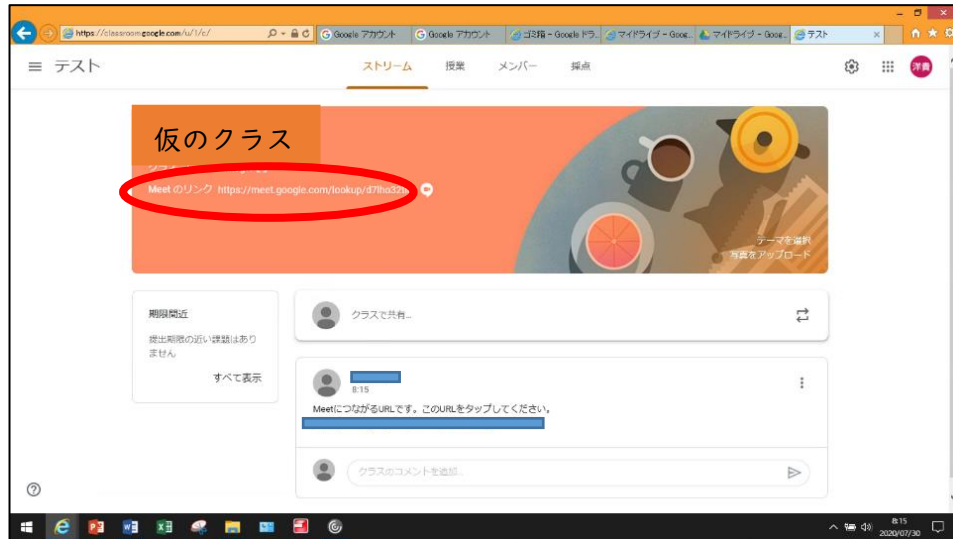 https://classroom.google.com/u/1/c/
Google アカウント
Google アカウント
ゴミ箱 - Google ドラ...
マイドライブ - Goog...
マイドライブ - Goog...
テスト
テスト
ストリーム
授業
メンバー
採点
洋貴
仮のクラス
Meet のリンク https://meet.google.com/lookup/d7lho32
テーマを選択
写真をアップロード
期限間近
提出期限の近い課題はあり
ません
すべて表示
クラスで共有...
8:15
Meetにつながる URLです。このURLをタップしてください。
クラスのコメントを追加...
8:15
2020/07/30